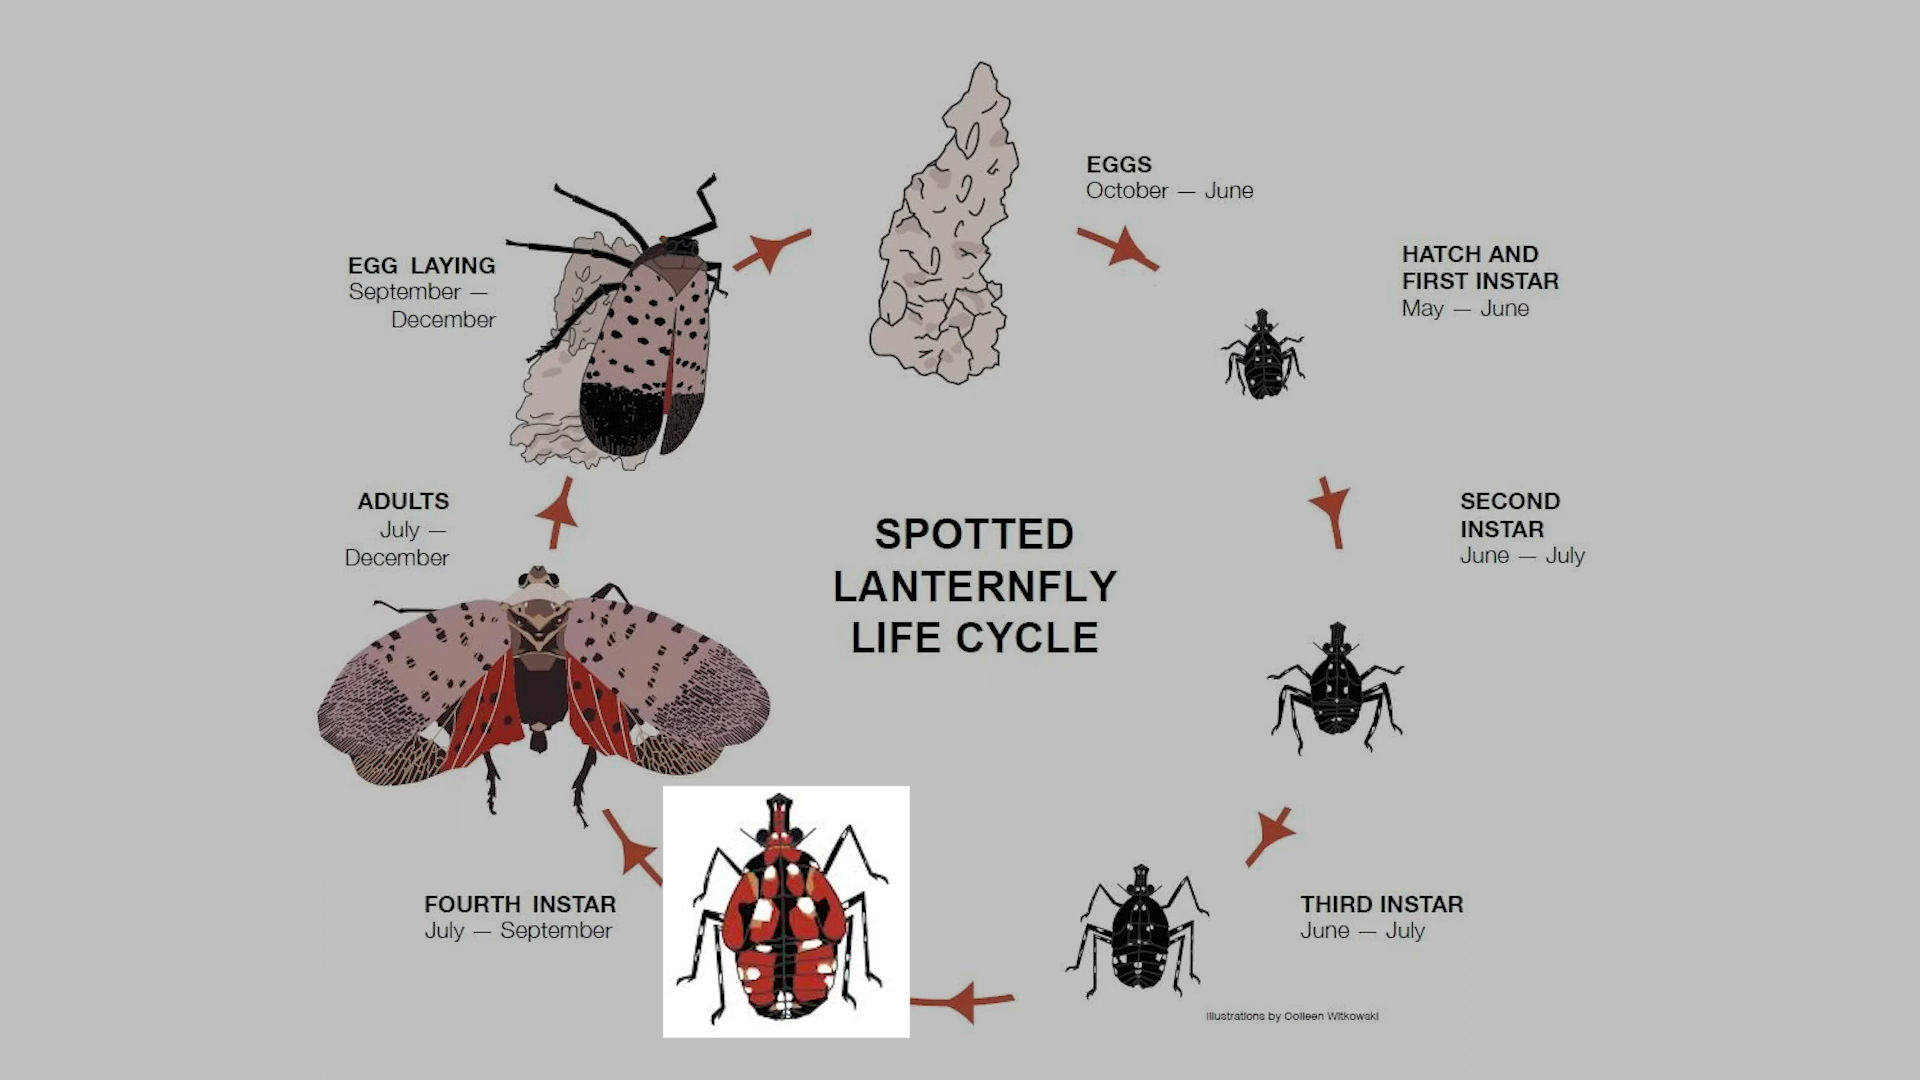 EGGS
October — June
HATCH AND
FIRST INSTAR
May — June
SECOND
INSTAR
June — July
THIRD INSTAR
June — July
FOURTH INSTAR
July — September
ADULTS
July —
December
EGG LAYING
September —
December
SPOTTED
LANTERNFLY
LIFE CYCLE
Illustrations by Colleen Witkowski